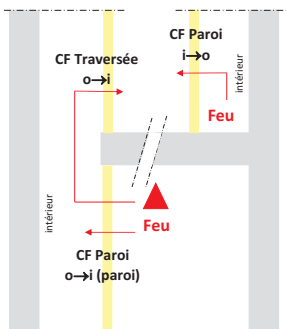 CF Paroi
i→o
CF Traversée
o→i
intérieur
Feu
intérieur
Feu
CF Paroi
o→i (paroi)